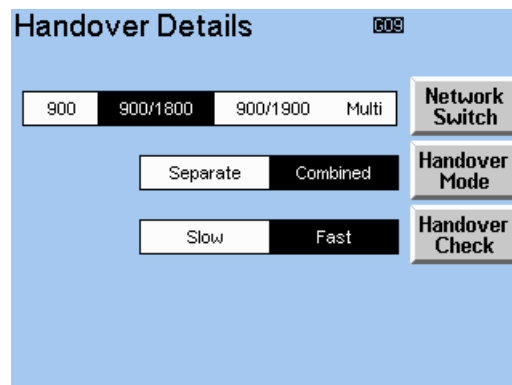 Handover Details G09
900 900/1800 900/1900 Multi
Network
Switch
Separate Combined
Handover
Mode
Slow Fast
Handover
Check